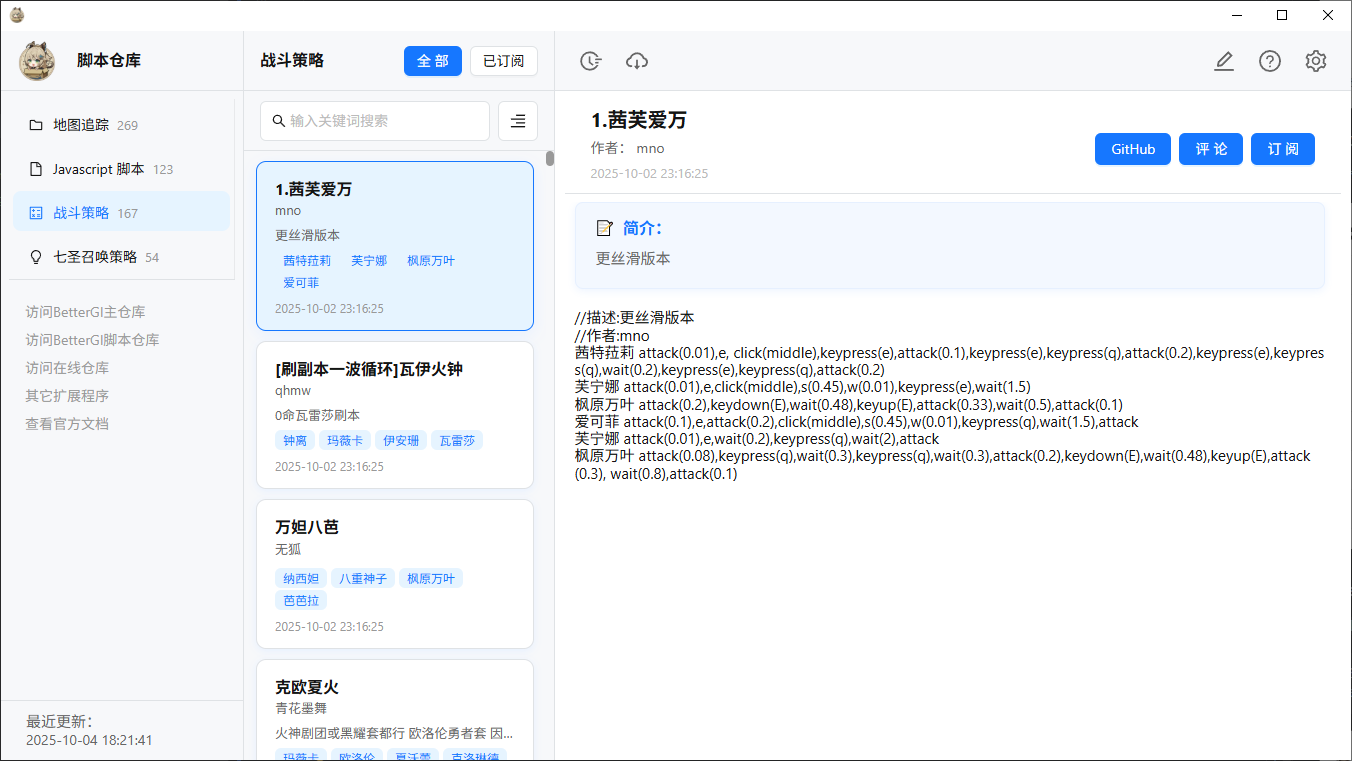 脚本仓库
地图追踪 269
Javascript 脚本 123
战斗策略 167
七圣召唤策略 54
访问BetterGI主仓库
访问BetterGI脚本仓库
访问在线仓库
其它扩展程序
查看官方文档
最近更新：
2025-10-04 18:21:41
战斗策略 全 部 已订阅
输入关键词搜索
1.茜芙爱万
mno
更丝滑版本
茜特菈莉 芙宁娜 枫原万叶
爱可菲
2025-10-02 23:16:25
[刷副本一波循环]瓦伊火钟
qhmw
0命瓦雷莎刷本
钟离 玛薇卡 伊安珊 瓦雷莎
2025-10-02 23:16:25
万妲八芭
无狐
纳西妲 八重神子 枫原万叶
芭芭拉
2025-10-02 23:16:25
克欧夏火
青花墨舞
火神剧团或黑耀套都行 欧洛伦勇者套 因...
玛薇卡 欧洛伦 夏沃蕾 克洛琳德
1.茜芙爱万
作者： mno
2025-10-02 23:16:25
GitHub 评 论 订 阅
简介：
更丝滑版本
//描述:更丝滑版本
//作者:mno
茜特菈莉 attack(0.01),e, click(middle),keypress(e),attack(0.1),keypress(e),keypress(q),attack(0.2),keypress(e),keypres
s(q),wait(0.2),keypress(e),keypress(q),attack(0.2)
芙宁娜 attack(0.01),e,click(middle),s(0.45),w(0.01),keypress(e),wait(1.5)
枫原万叶 attack(0.2),keydown(E),wait(0.48),keyup(E),attack(0.33),wait(0.5),attack(0.1)
爱可菲 attack(0.1),e,attack(0.2),click(middle),s(0.45),w(0.01),keypress(q),wait(1.5),attack
芙宁娜 attack(0.01),e,wait(0.2),keypress(q),wait(2),attack
枫原万叶 attack(0.08),keypress(q),wait(0.3),keypress(q),wait(0.3),attack(0.2),keydown(E),wait(0.48),keyup(E),attack
(0.3), wait(0.8),attack(0.1)